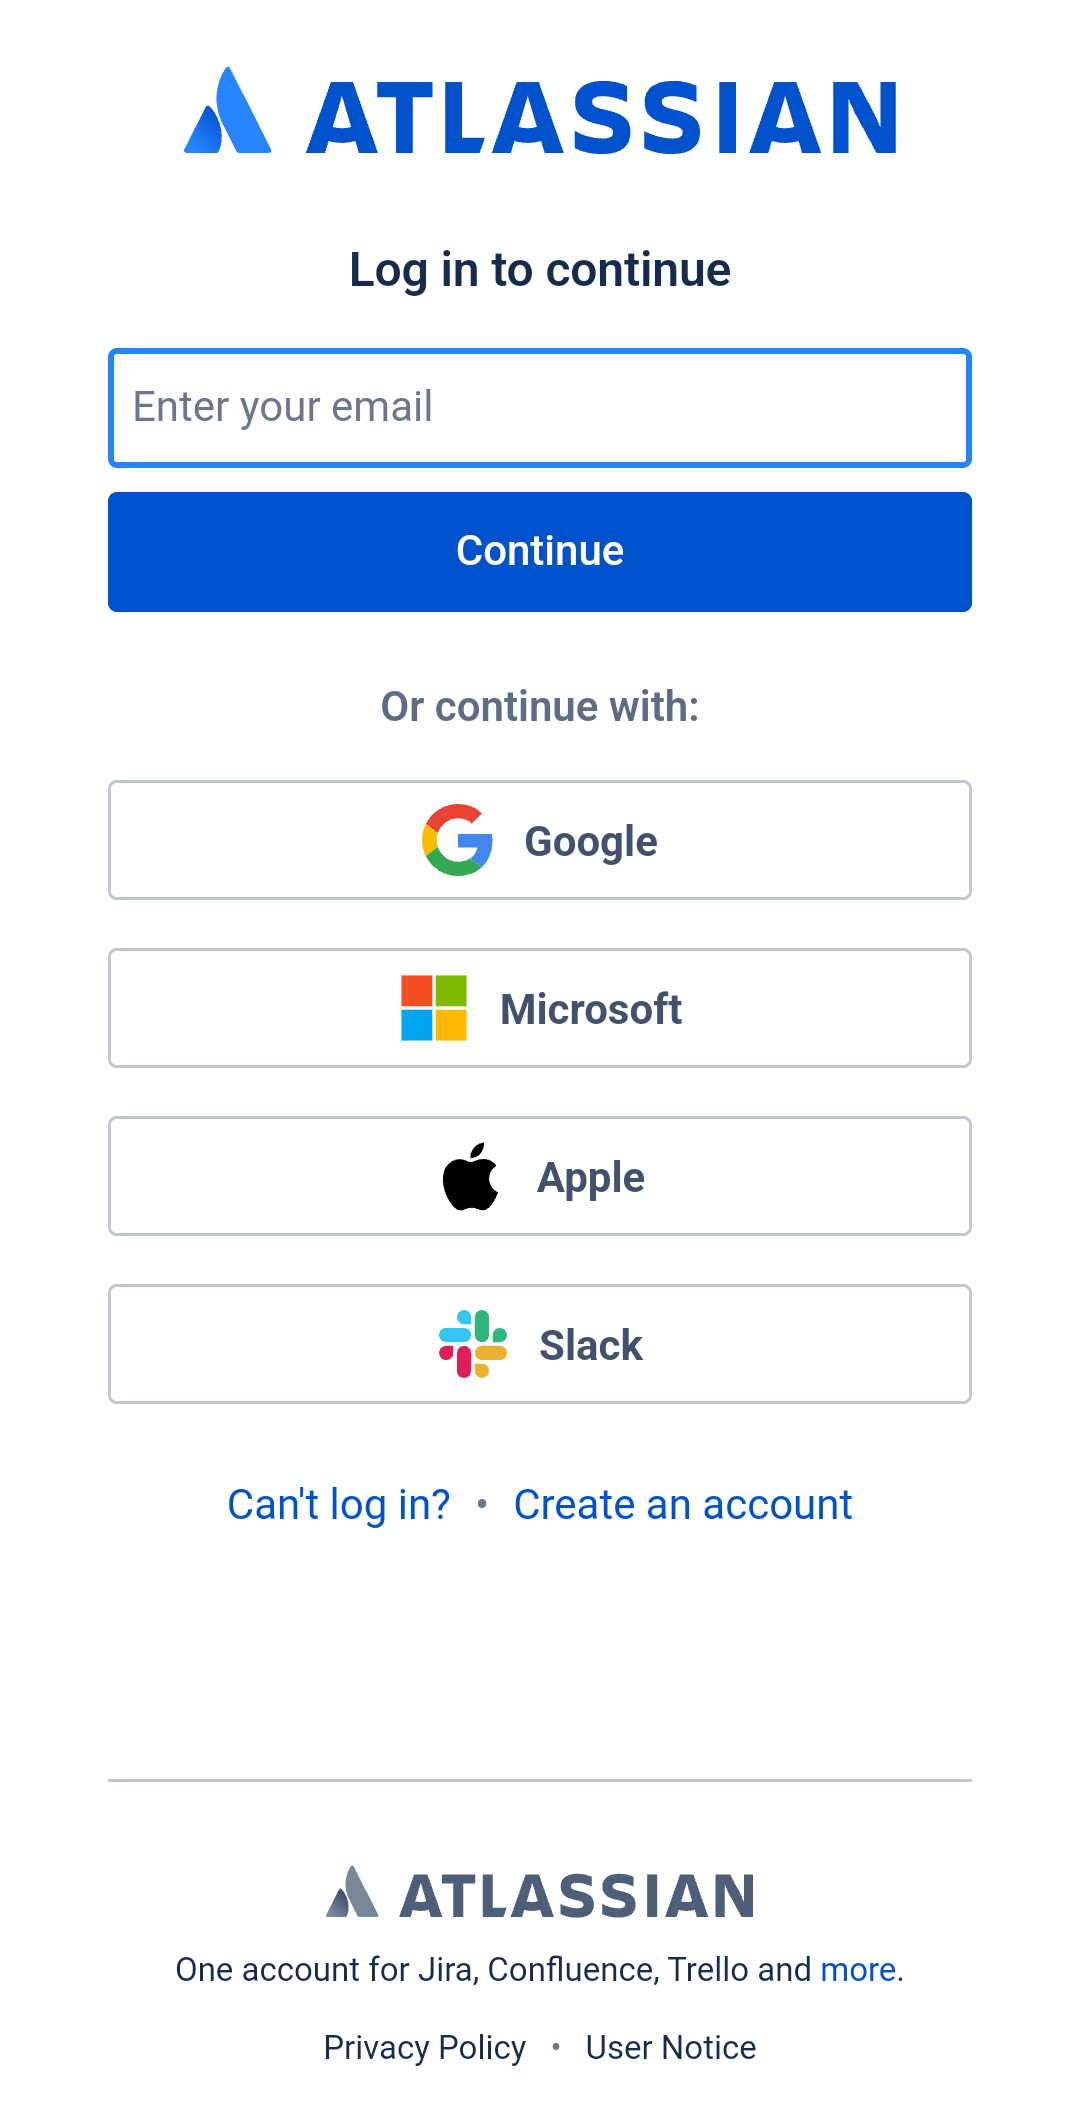 ATLASSIAN
Log in to continue
Enter your email
Continue
Or continue with:
Google
Microsoft
Apple
Slack
Can't log in? • Create an account
ATLASSIAN
One account for Jira, Confluence, Trello and more.
Privacy Policy • User Notice